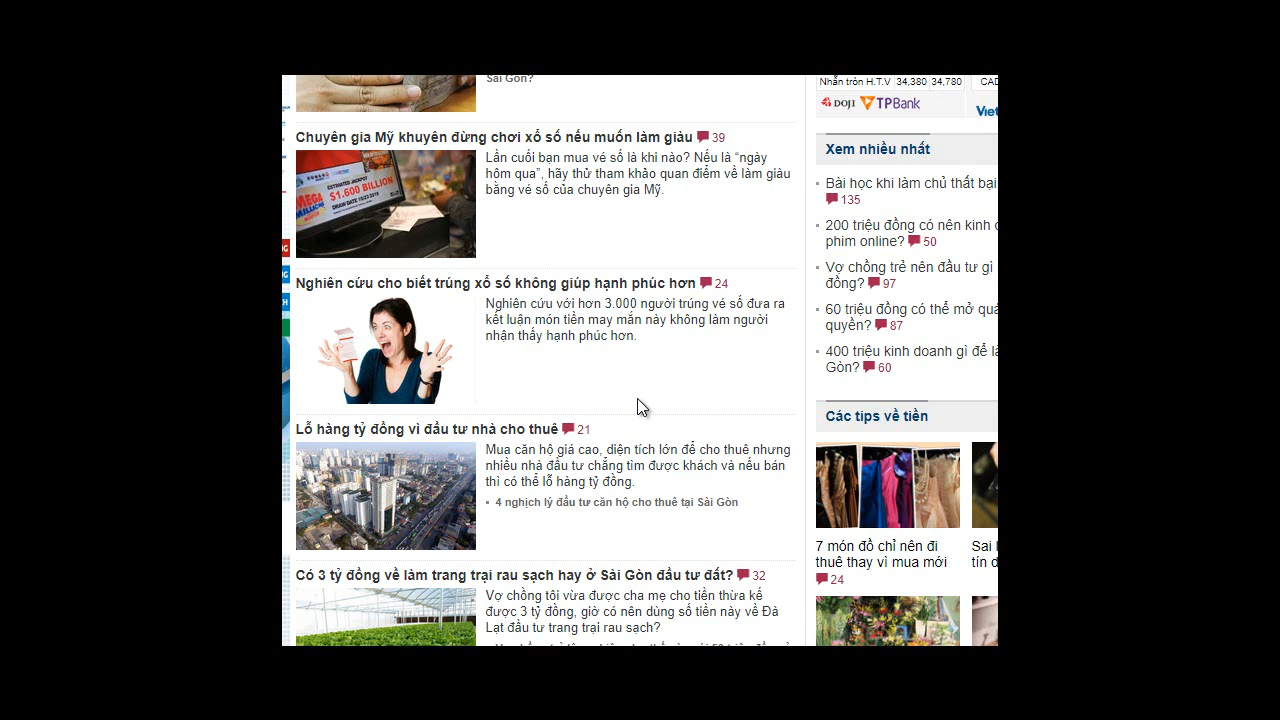 Sài Gòn?
Chuyên gia Mỹ khuyên đừng chơi xổ số nếu muốn làm giàu 39
Lần cuối bạn mua vé số là khi nào? Nếu là “ngày
hôm qua”, hãy thử tham khảo quan điểm về làm giàu
bằng vé số của chuyên gia Mỹ.
ESTIMATED JACKPOT
$1.600 BILLION
MEGA
MILLIONS
Nghiên cứu cho biết trúng xổ số không giúp hạnh phúc hơn 24
Nghiên cứu với hơn 3.000 người trúng vé số đưa ra
kết luận món tiền may mắn này không làm người
nhận thấy hạnh phúc hơn.
Lỗ hàng tỷ đồng vì đầu tư nhà cho thuê 21
Mua căn hộ giá cao, diện tích lớn để cho thuê nhưng
nhiều nhà đầu tư chẳng tìm được khách và nếu bán
thì có thể lỗ hàng tỷ đồng.
4 nghịch lý đầu tư căn hộ cho thuê tại Sài Gòn
Có 3 tỷ đồng về làm trang trại rau sạch hay ở Sài Gòn đầu tư đất? 32
Vợ chồng tôi vừa được cha mẹ cho tiền thừa kế
được 3 tỷ đồng, giờ có nên dùng số tiền này về Đà
Lạt đầu tư trang trại rau sạch?
Nhẫn tròn H.T.V 34,380 34,780 CAD
DOJI TPBank Viet
Xem nhiều nhất
Bài học khi làm chủ thất bại
135
200 triệu đồng có nên kinh
phim online? 50
Vợ chồng trẻ nên đầu tư gì
đồng? 97
60 triệu đồng có thể mở
quyền? 87
400 triệu kinh doanh gì để
Gòn? 60
Các tips về tiền
7 món đồ chỉ nên đi
thuê thay vì mua mới
24
Sai
tín